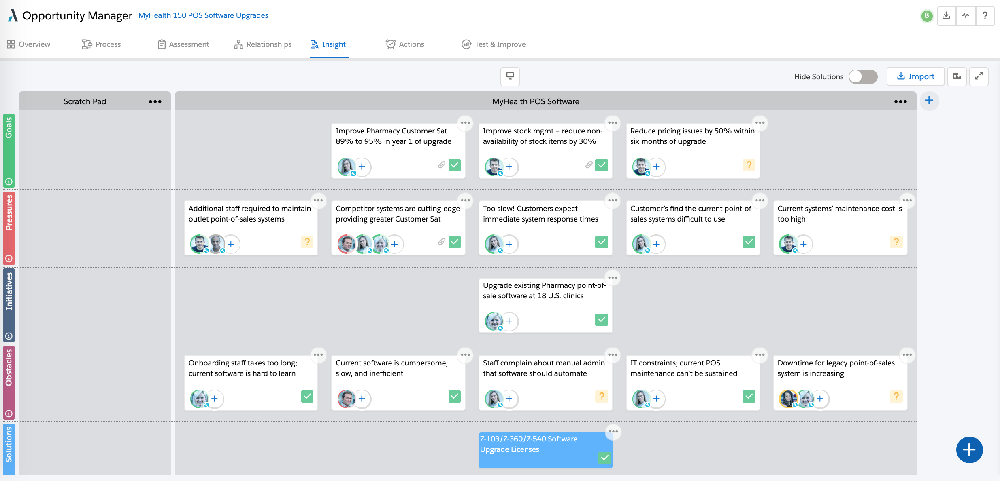 Opportunity Manager MyHealth 150 POS Software Upgrades
8
?
Overview
Process
Assessment
Relationships
Insight
Actions
Test & Improve
Hide Solutions
Import
Scratch Pad
MyHealth POS Software
Goals
Improve Pharmacy Customer Sat
89% to 95% in year 1 of upgrade
Improve stock mgmt – reduce non-
availability of stock items by 30%
Reduce pricing issues by 50% within
six months of upgrade
?
Pressures
Additional staff required to maintain
outlet point-of-sales systems
?
Competitor systems are cutting-edge
providing greater Customer Sat
Too slow! Customers expect
immediate system response times
Customer’s find the current point-of-
sales systems difficult to use
Current systems’ maintenance cost is
too high
?
Initiatives
Upgrade existing Pharmacy point-of-
sale software at 18 U.S. clinics
Obstacles
Onboarding staff takes too long;
current software is hard to learn
Current software is cumbersome,
slow, and inefficient
Staff complain about manual admin
that software should automate
?
IT constraints; current POS
maintenance can’t be sustained
Downtime for legacy point-of-sales
system is increasing
?
Solutions
Z-103/Z-360/Z-540 Software
Upgrade Licenses